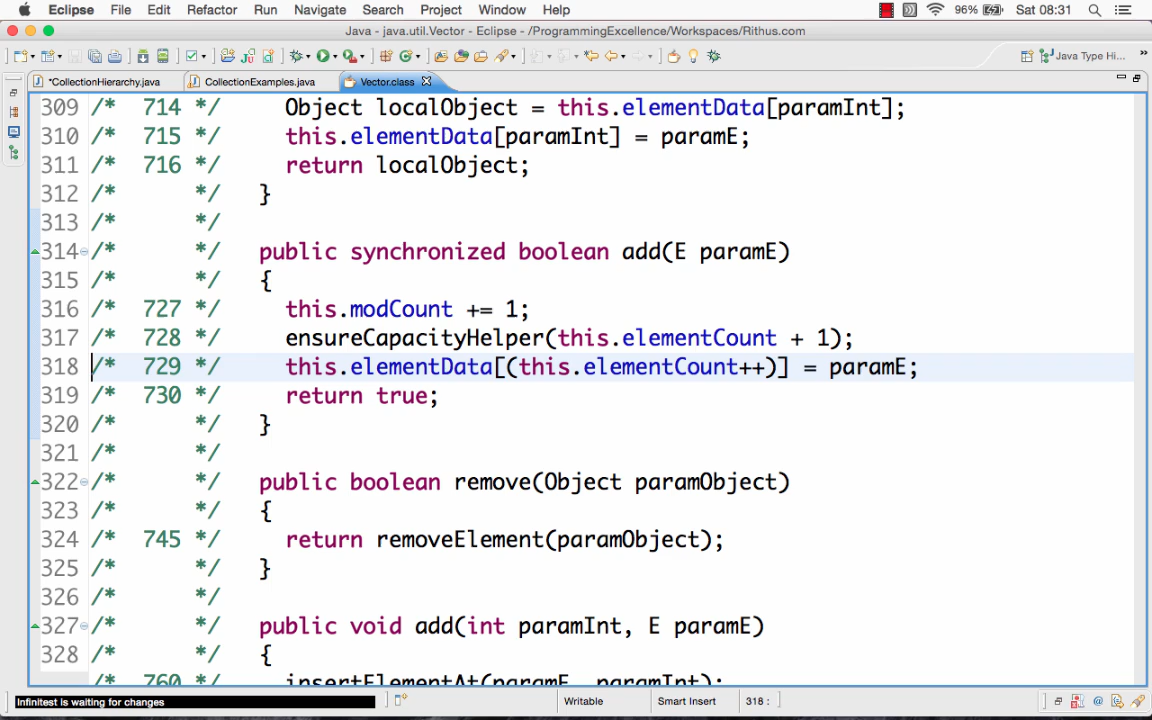 Eclipse File Edit Refactor Run Navigate Search Project Window Help 96% Sat 08:31
Java - java.util.Vector - Eclipse - /ProgrammingExcellence/Workspaces/Rithus.com
Java Type Hi...
*CollectionHierarchy.java CollectionExamples.java Vector.class
309 /* 714 */ Object localObject = this.elementData[paramInt];
310 /* 715 */ this.elementData[paramInt] = paramE;
311 /* 716 */ return localObject;
312 /* */ }
313 /* */
314 /* */ public synchronized boolean add(E paramE)
315 /* */ {
316 /* 727 */ this.modCount += 1;
317 /* 728 */ ensureCapacityHelper(this.elementCount + 1);
318 /* 729 */ this.elementData[(this.elementCount++)] = paramE;
319 /* 730 */ return true;
320 /* */ }
321 /* */
322 /* */ public boolean remove(Object paramObject)
323 /* */ {
324 /* 745 */ return removeElement(paramObject);
325 /* */ }
326 /* */
327 /* */ public void add(int paramInt, E paramE)
328 /* */ {
/* 760 */ insertElementAt(paramE, paramInt);
Infinitest is waiting for changes Writable Smart Insert 318 :